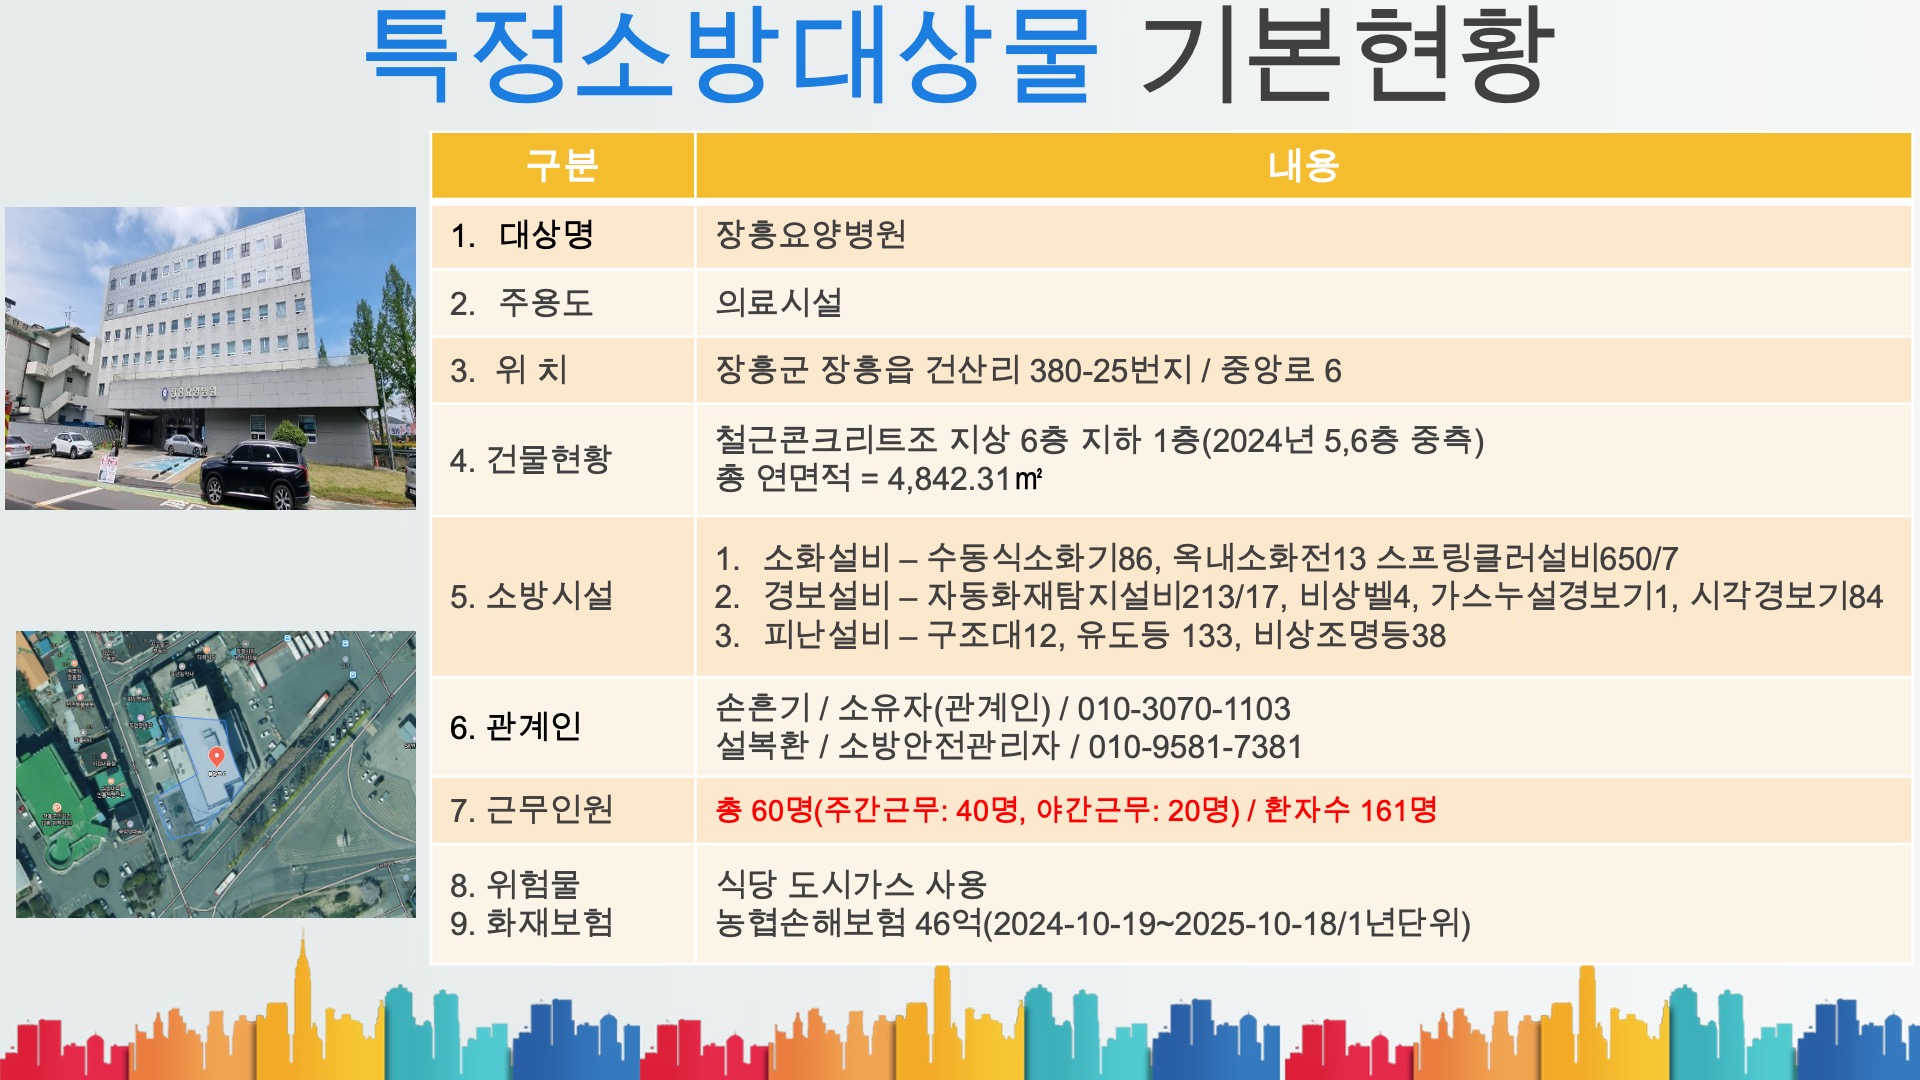 특정소방대상물 기본현황
구분 내용
1. 대상명 장흥요양병원
2. 주용도 의료시설
3. 위 치 장흥군 장흥읍 건산리 380-25번지 / 중앙로 6
4. 건물현황 철근콘크리트조 지상 6층 지하 1층(2024년 5,6층 중측)
총 연면적 = 4,842.31㎡
5. 소방시설
1. 소화설비 – 수동식소화기86, 옥내소화전13 스프링클러설비650/7
2. 경보설비 – 자동화재탐지설비213/17, 비상벨4, 가스누설경보기1, 시각경보기84
3. 피난설비 – 구조대12, 유도등 133, 비상조명등38
6. 관계인
손흔기 / 소유자(관계인) / 010-3070-1103
설복환 / 소방안전관리자 / 010-9581-7381
7. 근무인원 총 60명(주간근무: 40명, 야간근무: 20명) / 환자수 161명
8. 위험물 식당 도시가스 사용
9. 화재보험 농협손해보험 46억(2024-10-19~2025-10-18/1년단위)
장흥요양병원